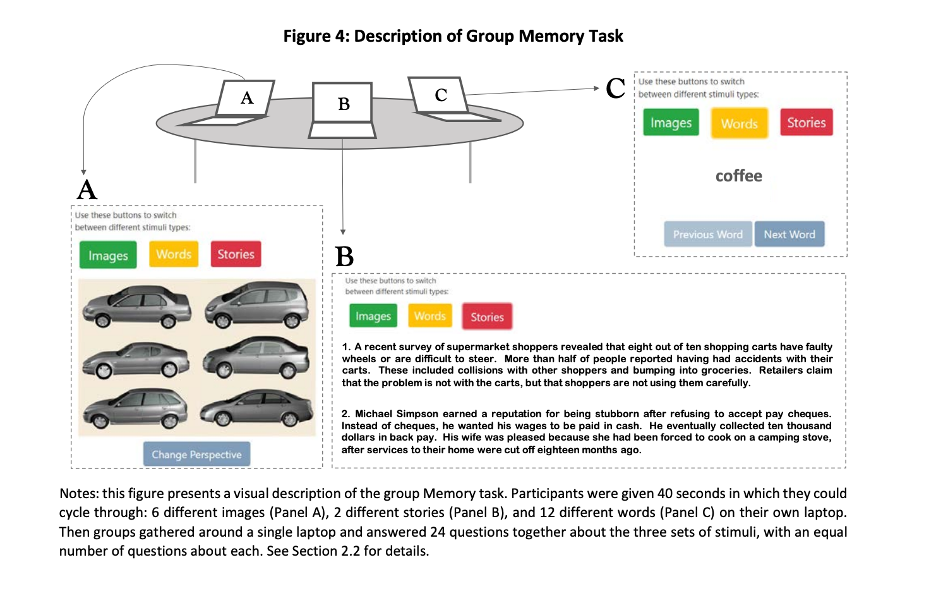 Figure 4: Description of Group Memory Task
A
B
C
C
Use these buttons to switch
between different stimuli types:
Images
Words
Stories
coffee
Previous Word
Next Word
A
Use these buttons to switch
between different stimuli types:
Images
Words
Stories
Change Perspective
B
Use these buttons to switch
between different stimuli types:
Images
Words
Stories
1. A recent survey of supermarket shoppers revealed that eight out of ten shopping carts have faulty
wheels or are difficult to steer. More than half of people reported having had accidents with their
carts. These included collisions with other shoppers and bumping into groceries. Retailers claim
that the problem is not with the carts, but that shoppers are not using them carefully.
2. Michael Simpson earned a reputation for being stubborn after refusing to accept pay cheques.
Instead of cheques, he wanted his wages to be paid in cash. He eventually collected ten thousand
dollars in back pay. His wife was pleased because she had been forced to cook on a camping stove,
after services to their home were cut off eighteen months ago.
Notes: this figure presents a visual description of the group Memory task. Participants were given 40 seconds in which they could
cycle through: 6 different images (Panel A), 2 different stories (Panel B), and 12 different words (Panel C) on their own laptop.
Then groups gathered around a single laptop and answered 24 questions together about the three sets of stimuli, with an equal
number of questions about each. See Section 2.2 for details.